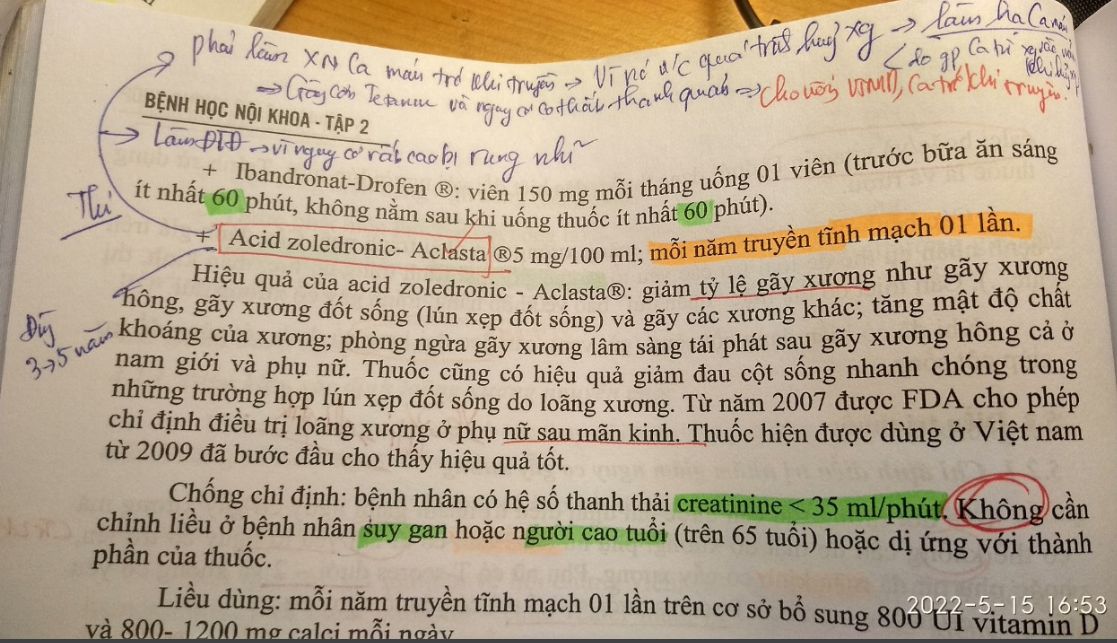 phải làm XN Ca máu trước khi truyền → Vì nó ức quá trình huỷ xg → làm hạ Ca máu
< do gp Ca từ xg vào máu khi hủy
⇒ Gây cơn Tetanie và nguy cơ co thắt thanh quản ⇒ cho uống VTMD, Ca trước khi truyền.
BỆNH HỌC NỘI KHOA - TẬP 2
→ Làm ĐTĐ → vì nguy cơ rất cao bị rung nhĩ
+ Ibandronat-Drofen ®: viên 150 mg mỗi tháng uống 01 viên (trước bữa ăn sáng
ít nhất 60 phút, không nằm sau khi uống thuốc ít nhất 60 phút).
+ Acid zoledronic- Aclasta ®5 mg/100 ml; mỗi năm truyền tĩnh mạch 01 lần.
Hiệu quả của acid zoledronic - Aclasta®: giảm tỷ lệ gãy xương như gãy xương
hông, gãy xương đốt sống (lún xẹp đốt sống) và gãy các xương khác; tăng mật độ chất
3→5 năm
khoáng của xương; phòng ngừa gãy xương lâm sàng tái phát sau gãy xương hông cả ở
nam giới và phụ nữ. Thuốc cũng có hiệu quả giảm đau cột sống nhanh chóng trong
những trường hợp lún xẹp đốt sống do loãng xương. Từ năm 2007 được FDA cho phép
chỉ định điều trị loãng xương ở phụ nữ sau mãn kinh. Thuốc hiện được dùng ở Việt nam
từ 2009 đã bước đầu cho thấy hiệu quả tốt.
Chống chỉ định: bệnh nhân có hệ số thanh thải creatinine < 35 ml/phút. Không cần
chỉnh liều ở bệnh nhân suy gan hoặc người cao tuổi (trên 65 tuổi) hoặc dị ứng với thành
phần của thuốc.
Liều dùng: mỗi năm truyền tĩnh mạch 01 lần trên cơ sở bổ sung 800 UI vitamin D
và 800- 1200 mg calci mỗi ngày
2022-5-15 16:53